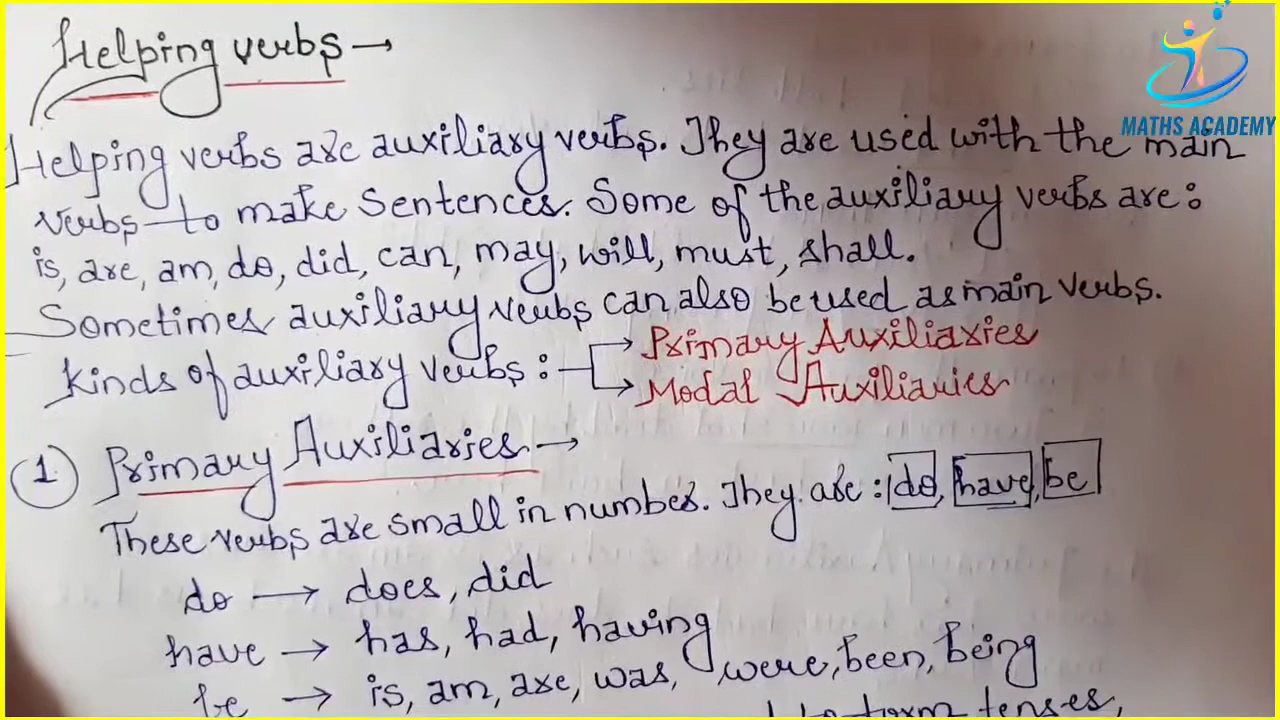 Helping verbs →
MATHS ACADEMY
Helping verbs are auxiliary verbs. They are used with the main
verbs to make sentences. Some of the auxiliary verbs are:
is, are, am, do, did, can, may, will, must, shall.
Sometimes auxiliary verbs can also be used as main verbs.
Kinds of auxiliary verbs: → Primary Auxiliaries
→ Modal Auxiliaries
1 Primary Auxiliaries →
These verbs are small in number. They are: do, have, be
do → does, did
have → has, had, having
be → is, am, are, was, were, been, being
to form tenses,